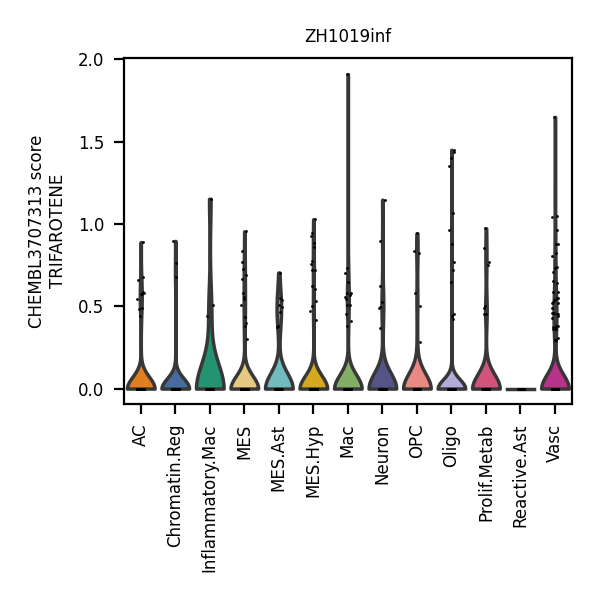 ZH1019inf
CHEMBL3707313 score
TRIFAROTENE
2.0
1.5
1.0
0.5
0.0
AC
Chromatin.Reg
Inflammatory.Mac
MES
MES.Ast
MES.Hyp
Mac
Neuron
OPC
Oligo
Prolif.Metab
Reactive.Ast
Vasc